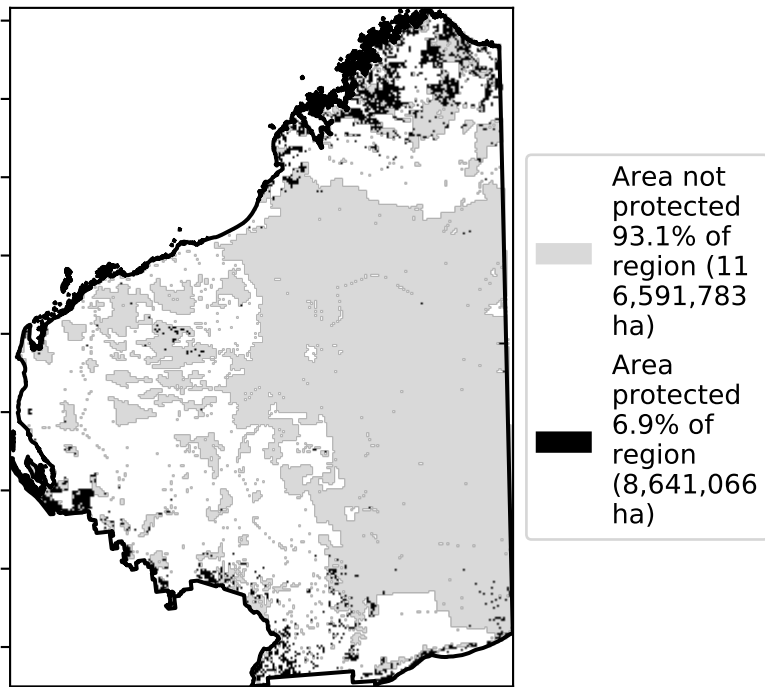 Area not
protected
93.1% of
region (11
6,591,783
ha)
Area
protected
6.9% of
region
(8,641,066
ha)